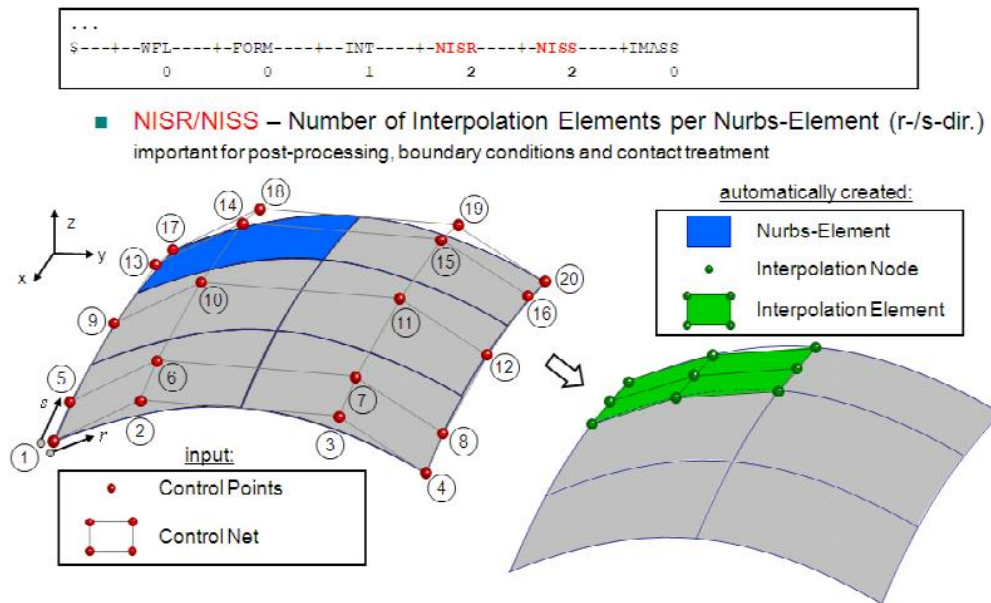 ...
$---+--WFL----+-FORM----+--INT----+-NISR----+-NISS----+IMASS
0 0 1 2 2 0
NISR/NISS – Number of Interpolation Elements per Nurbs-Element (r-/s-dir.)
important for post-processing, boundary conditions and contact treatment
automatically created:
Nurbs-Element
Interpolation Node
Interpolation Element
z
y
x
18
14
17
19
13
15
20
10
16
9
11
12
5
6
7
s
2
8
1
r
3
4
input:
Control Points
Control Net